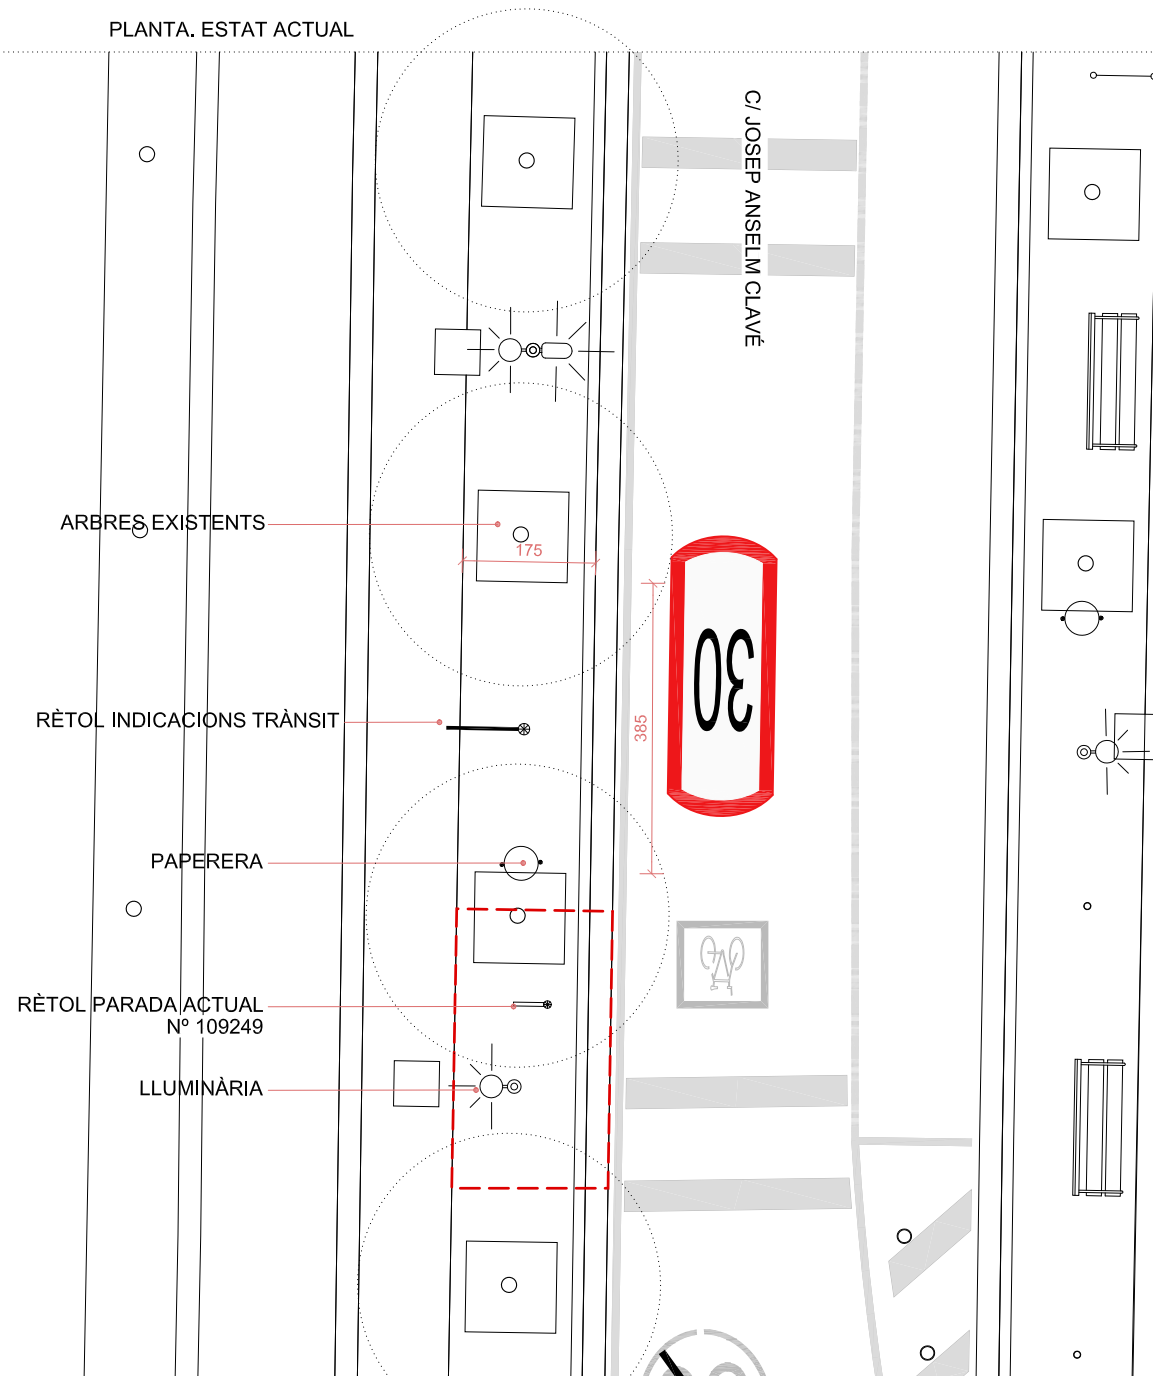 PLANTA. ESTAT ACTUAL
C/ JOSEP ANSELM CLAVÉ
ARBRES EXISTENTS
175
30
RÈTOL INDICACIONS TRÀNSIT
385
PAPERERA
RÈTOL PARADA ACTUAL
Nº 109249
LLUMINÀRIA